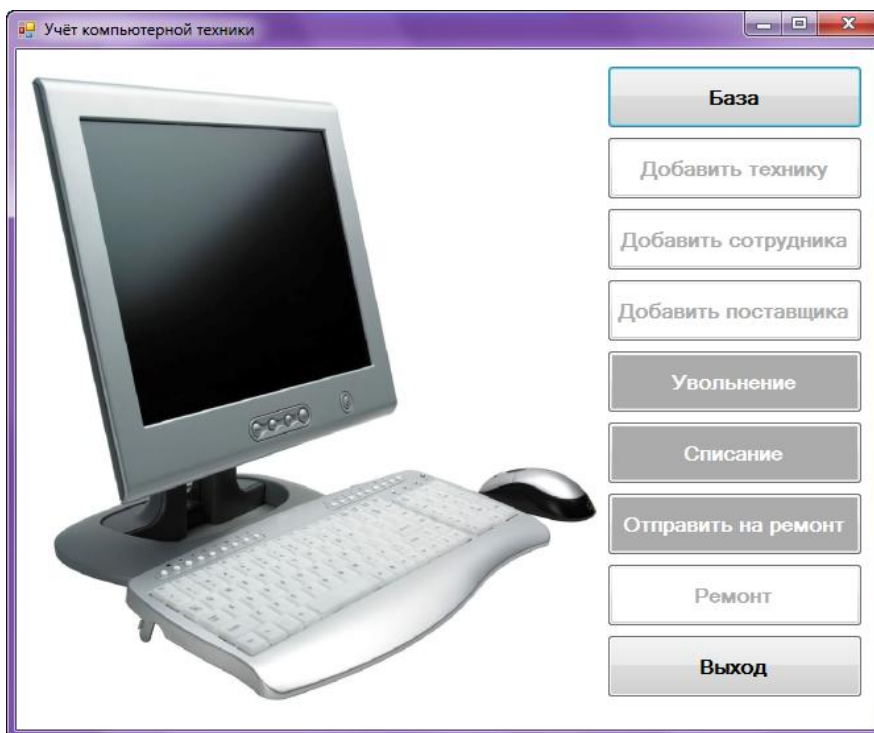 Учёт компьютерной техники
База
Добавить технику
Добавить сотрудника
Добавить поставщика
Увольнение
Списание
Отправить на ремонт
Ремонт
Выход